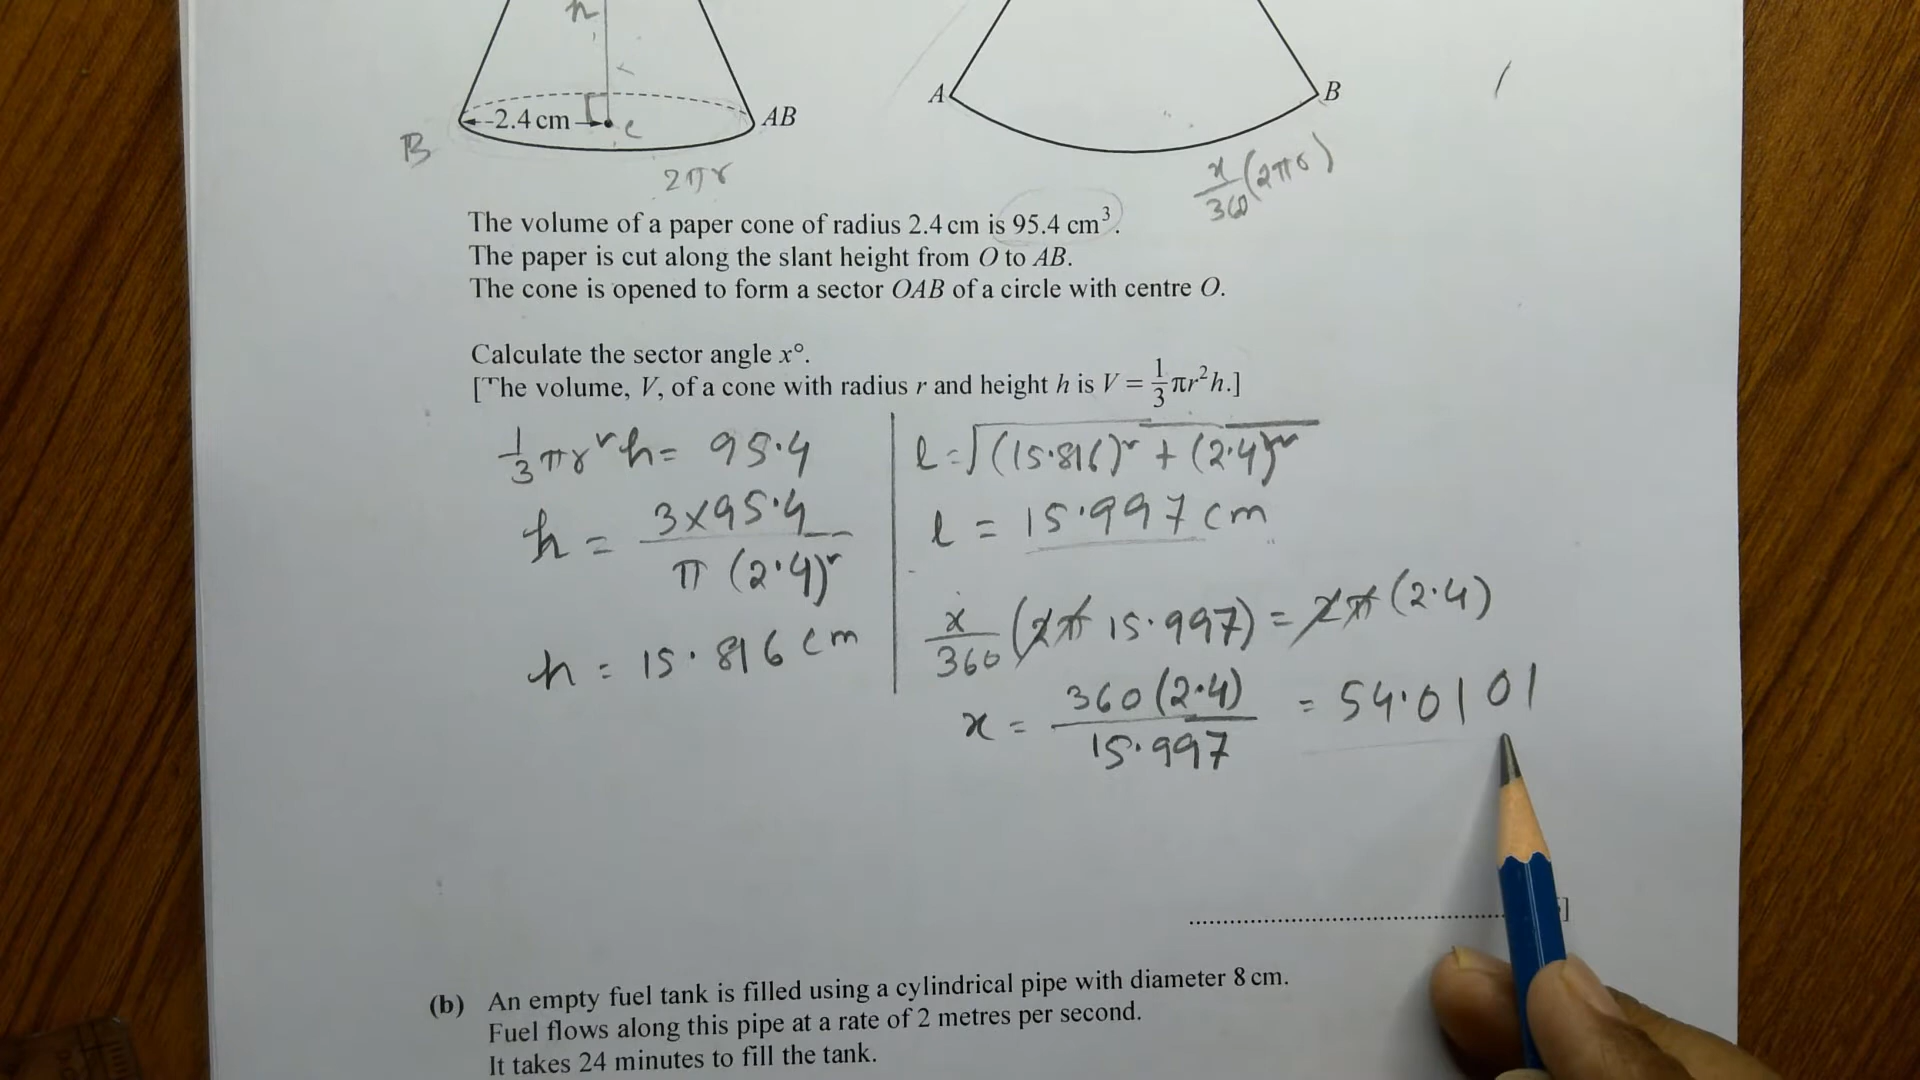 h
2.4 cm
c
AB
B
2πr
A
B
x/360 (2πr)
The volume of a paper cone of radius 2.4 cm is 95.4 cm³.
The paper is cut along the slant height from O to AB.
The cone is opened to form a sector OAB of a circle with centre O.
Calculate the sector angle x°.
[The volume, V, of a cone with radius r and height h is V = 1/3 πr²h.]
1/3 πr²h = 95.4
h = 3×95.4 / π (2.4)²
h = 15.816 cm
l = √(15.816)² + (2.4)²
l = 15.997 cm
x/360 (2π 15.997) = 2π (2.4)
x = 360 (2.4) / 15.997 = 54.0101
(b) An empty fuel tank is filled using a cylindrical pipe with diameter 8 cm.
Fuel flows along this pipe at a rate of 2 metres per second.
It takes 24 minutes to fill the tank.